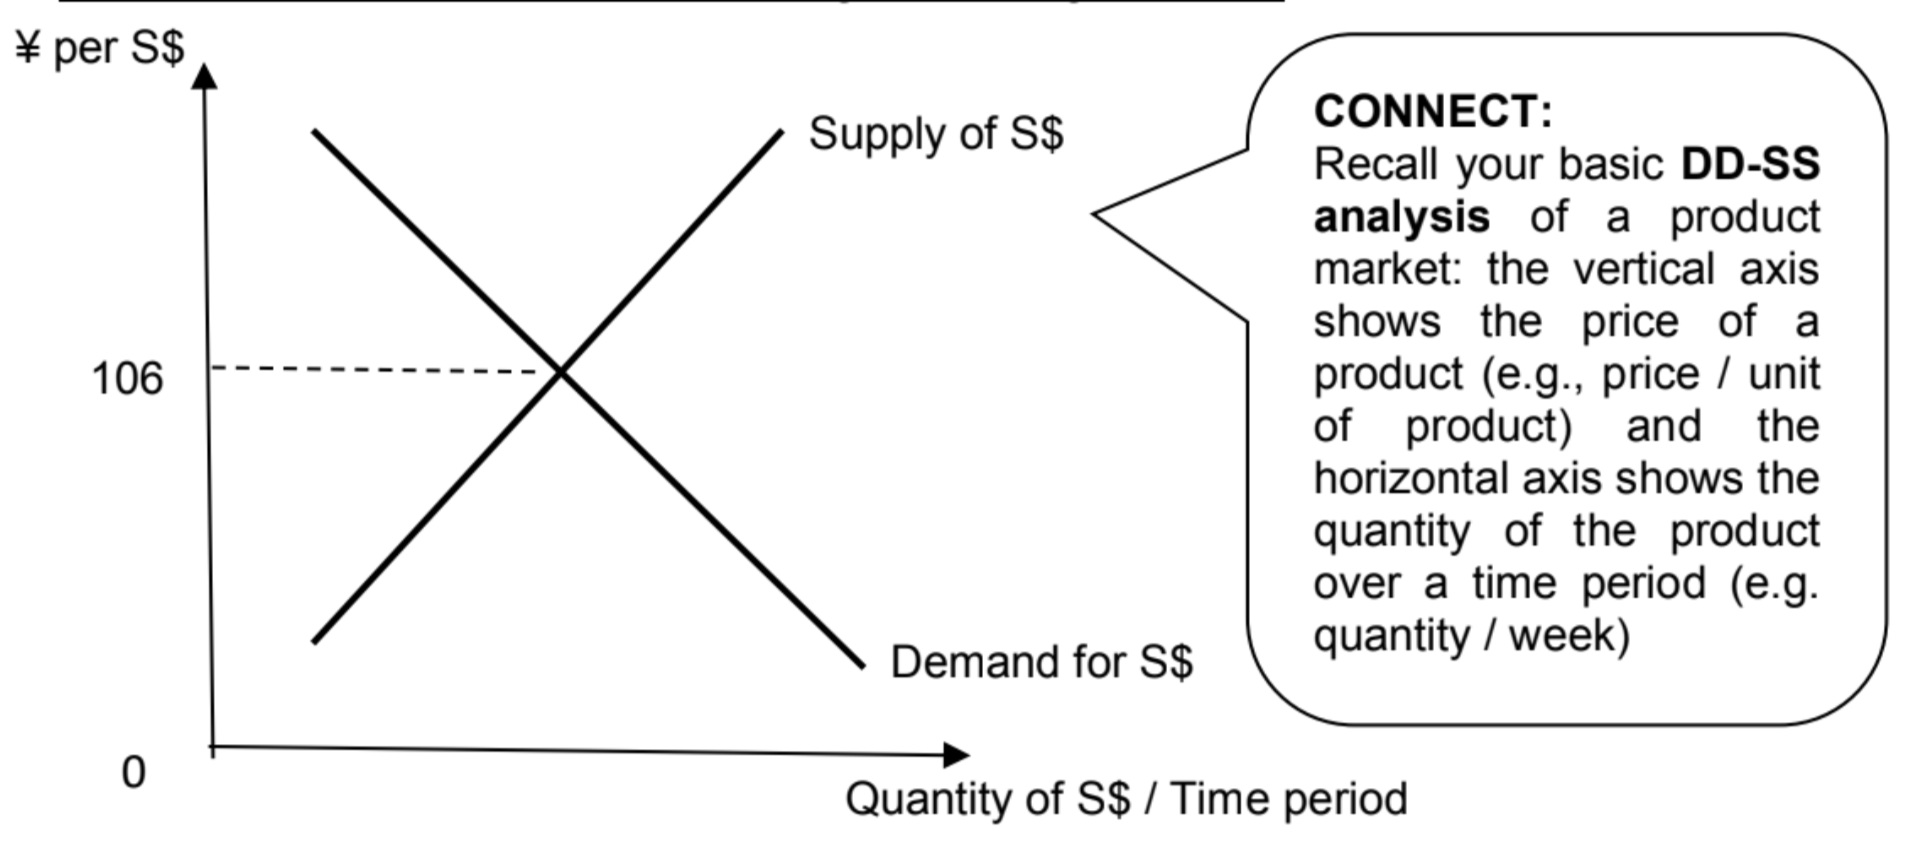 ¥ per S$
Supply of S$
106
Demand for S$
0
Quantity of S$ / Time period
CONNECT:
Recall your basic DD-SS
analysis of a product
market: the vertical axis
shows the price of a
product (e.g., price / unit
of product) and the
horizontal axis shows the
quantity of the product
over a time period (e.g.
quantity / week)